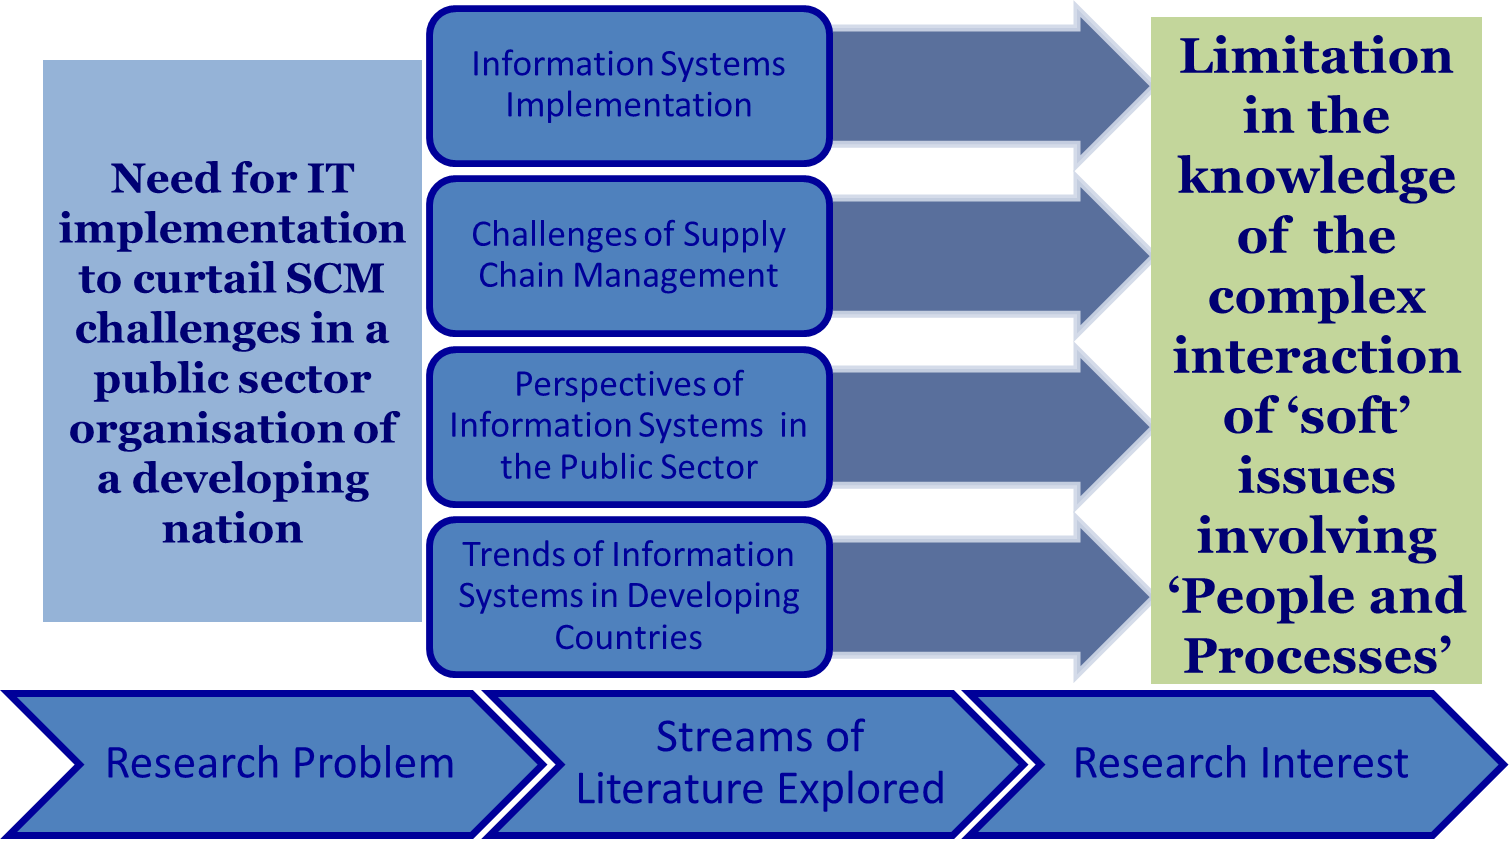 Need for IT
implementation
to curtail SCM
challenges in a
public sector
organisation of
a developing
nation
Information Systems
Implementation
Challenges of Supply
Chain Management
Perspectives of
Information Systems in
the Public Sector
Trends of Information
Systems in Developing
Countries
Limitation
in the
knowledge
of the
complex
interaction
of ‘soft’
issues
involving
‘People and
Processes’
Research Problem
Streams of
Literature Explored
Research Interest